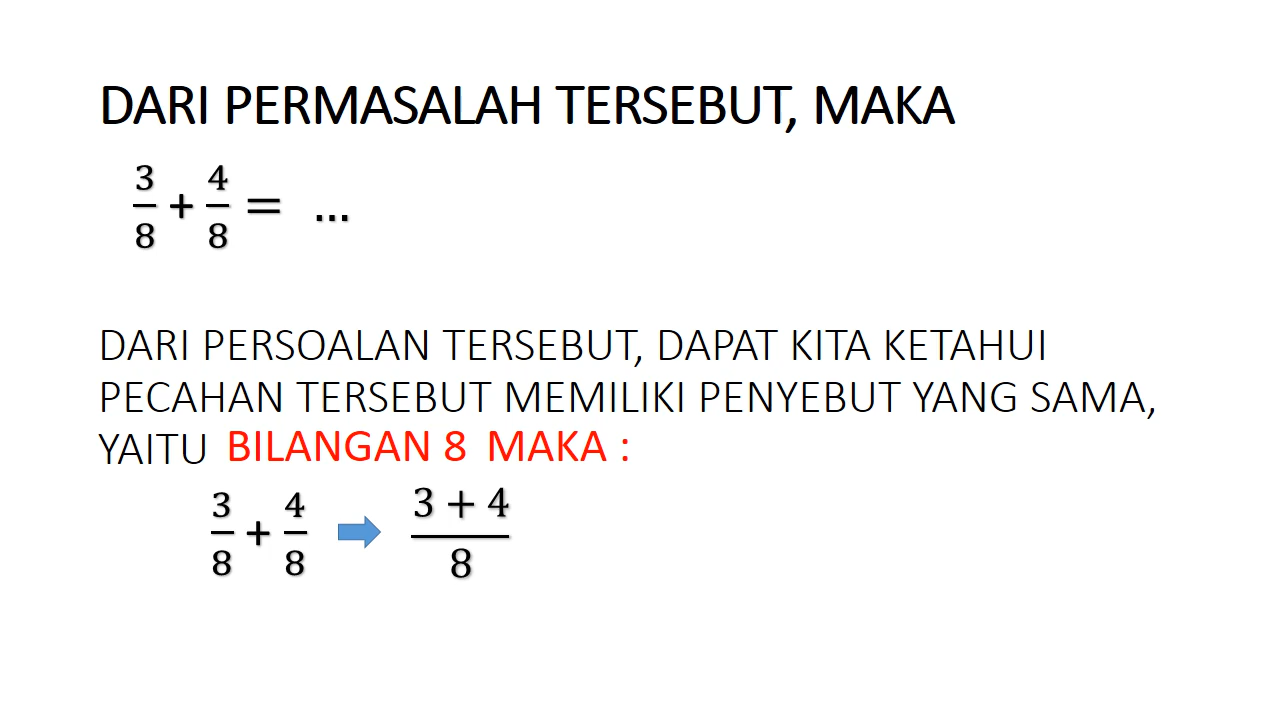 DARI PERMASALAH TERSEBUT, MAKA
3/8 + 4/8 = ...
DARI PERSOALAN TERSEBUT, DAPAT KITA KETAHUI
PECAHAN TERSEBUT MEMILIKI PENYEBUT YANG SAMA,
YAITU BILANGAN 8 MAKA :
3/8 + 4/8 3 + 4/8